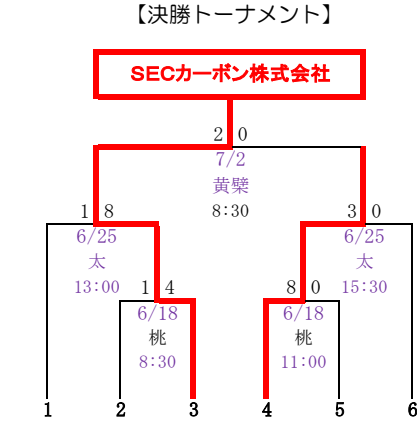 【決勝トーナメント】
SECカーボン株式会社
2 0
7/2
黄檗
8:30
1 8 3 0
6/25 6/25
太 太
13:00 1 4 8 0 15:30
6/18 6/18
桃 桃
8:30 11:00
1 2 3 4 5 6